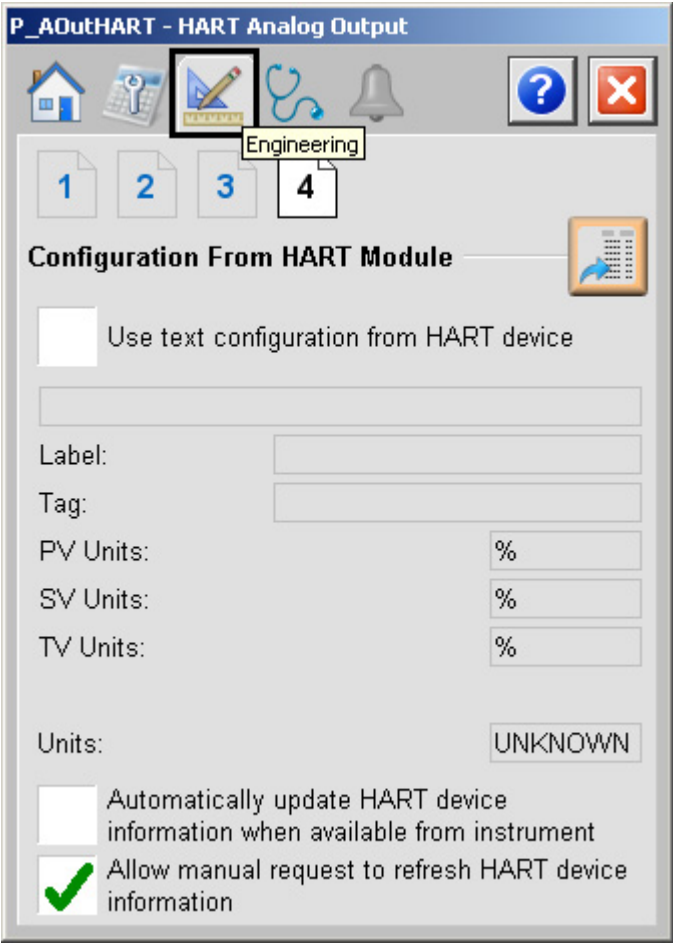 P_AOutHART - HART Analog Output
?
Engineering
1 2 3 4
Configuration From HART Module
Use text configuration from HART device
Label:
Tag:
PV Units: %
SV Units: %
TV Units: %
Units: UNKNOWN
Automatically update HART device
information when available from instrument
Allow manual request to refresh HART device
information